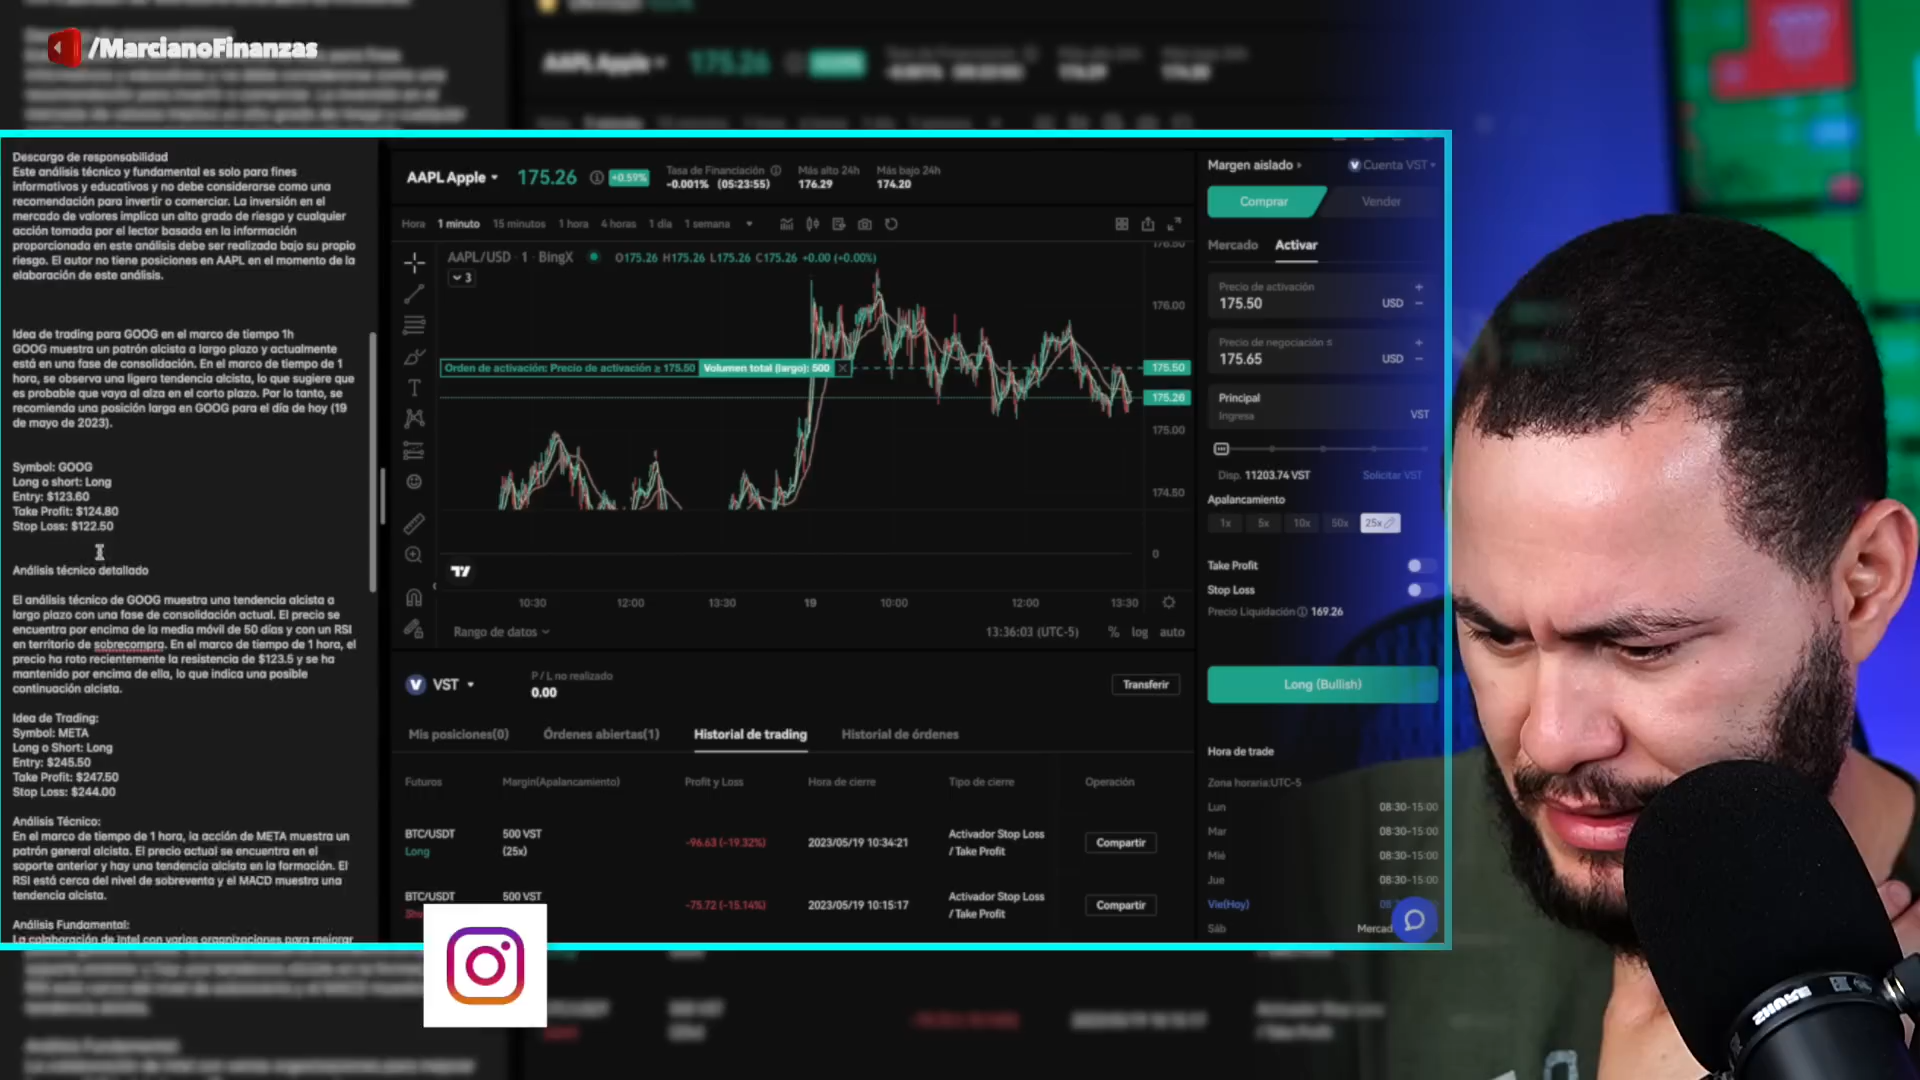 /MarcianoFinanzas
AAPL Apple
175.26
Descargo de responsabilidad
Este análisis técnico y fundamental es solo para fines
informativos y educativos y no debe considerarse como una
recomendación para invertir o comerciar. La inversión en el
mercado de valores implica un alto grado de riesgo y cualquier
acción tomada por el lector basada en la información
proporcionada en este análisis debe ser realizada bajo su propio
riesgo. El autor no tiene posiciones en AAPL en el momento de la
elaboración de este análisis.
Idea de trading para GOOG en el marco de tiempo 1h
GOOG muestra un patrón alcista a largo plazo y actualmente
está en una fase de consolidación. En el marco de tiempo de 1
hora, se observa una ligera tendencia alcista, lo que sugiere que
es probable que vaya al alza en el corto plazo. Por lo tanto, se
recomienda una posición larga en GOOG para el día de hoy (19
de mayo de 2023).
Symbol: GOOG
Long o short: Long
Entry: $123.60
Take Profit: $124.80
Stop Loss: $122.50
Análisis técnico detallado
El análisis técnico de GOOG muestra una tendencia alcista a
largo plazo con una fase de consolidación actual. El precio se
encuentra por encima de la media móvil de 50 días y con un RSI
en territorio de sobrecompra. En el marco de tiempo de 1 hora, el
precio ha roto recientemente la resistencia de $123.5 y se ha
mantenido por encima de ella, lo que indica una posible
continuación alcista.
Idea de Trading:
Symbol: META
Long o Short: Long
Entry: $245.50
Take Profit: $247.50
Stop Loss: $244.00
Análisis Técnico:
En el marco de tiempo de 1 hora, la acción de META muestra un
patrón general alcista. El precio actual se encuentra en el
soporte anterior y hay una tendencia alcista en la formación. El
RSI está cerca del nivel de sobreventa y el MACD muestra una
tendencia alcista.
Análisis Fundamental:
La colaboración de Intel con varias organizaciones para mejorar
AAPL Apple 175.26 +0.59%
Tasa de Financiación Más alto 24h Más bajo 24h
-0.001% (05:23:55) 176.29 174.20
Hora 1 minuto 15 minutos 1 hora 4 horas 1 día 1 semana
AAPL/USD · 1 · BingX O175.26 H175.26 L175.26 C175.26 +0.00 (+0.00%)
3
176.50
176.00
Orden de activación: Precio de activación ≥ 175.50 Volumen total (largo): 500 175.50
175.26
175.00
174.50
0
10:30 12:00 13:30 19 10:00 12:00 13:30
Rango de datos 13:36:03 (UTC-5) % log auto
VST P / L no realizado Transferir
0.00
Mis posiciones(0) Órdenes abiertas(1) Historial de trading Historial de órdenes
Futuros Margin(Apalancamiento) Profit y Loss Hora de cierre Tipo de cierre Operación
BTC/USDT 500 VST -96.63 (-19.32%) 2023/05/19 10:34:21 Activador Stop Loss Compartir
Long (25x) / Take Profit
BTC/USDT 500 VST -75.72 (-15.14%) 2023/05/19 10:15:17 Activador Stop Loss Compartir
/ Take Profit
Margen aislado Cuenta VST
Comprar Vender
Mercado Activar
Precio de activación
175.50 USD
Precio de negociación ≤
175.65 USD
Principal
Ingresa VST
Disp. 11203.74 VST Solicitar VST
Apalancamiento
1x 5x 10x 50x 25x
Take Profit
Stop Loss
Precio Liquidación 169.26
Long (Bullish)
Hora de trade
Zona horaria:UTC-5
Lun 08:30-15:00
Mar 08:30-15:00
Mié 08:30-15:00
Jue 08:30-15:00
Vie(Hoy)
Sáb
SHURE